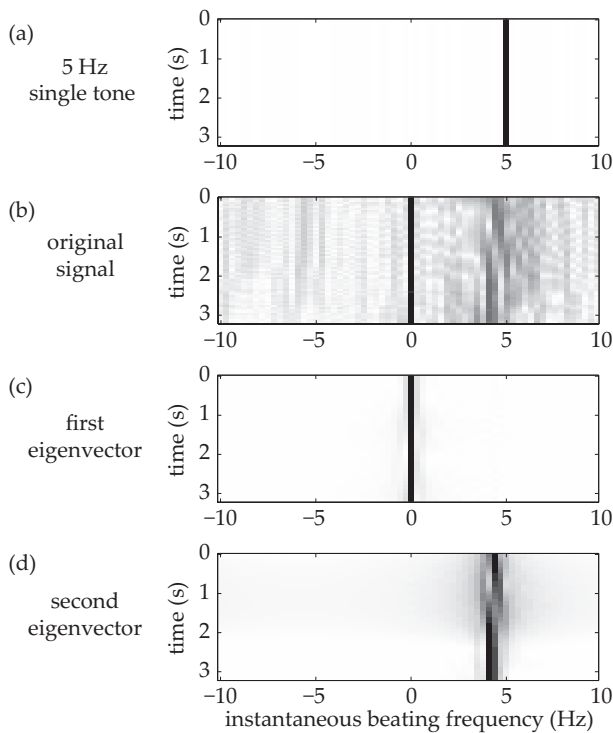 (a)
5 Hz
single tone
time (s)
0
1
2
3
−10 −5 0 5 10
(b)
original
signal
time (s)
0
1
2
3
−10 −5 0 5 10
(c)
first
eigenvector
time (s)
0
1
2
3
−10 −5 0 5 10
(d)
second
eigenvector
time (s)
0
1
2
3
−10 −5 0 5 10
instantaneous beating frequency (Hz)